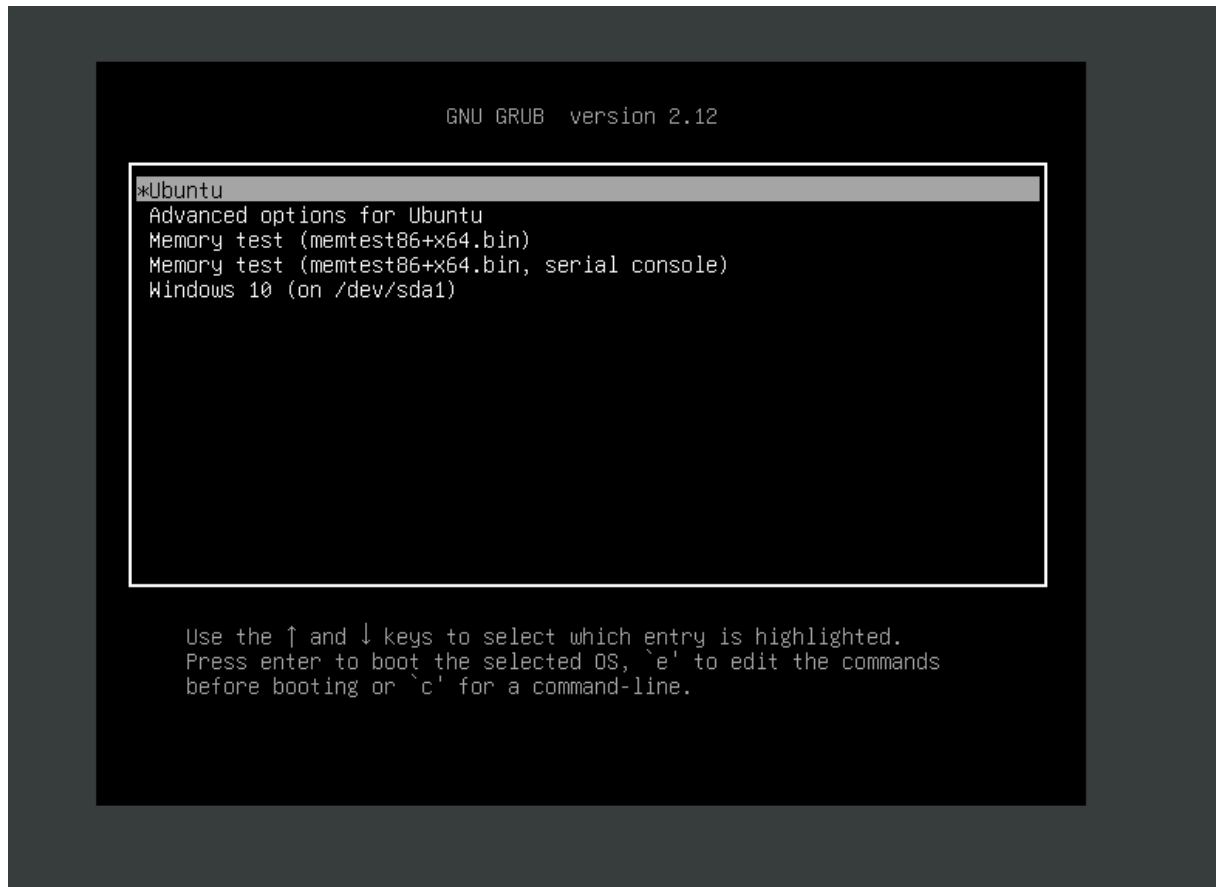 GNU GRUB version 2.12
*Ubuntu
Advanced options for Ubuntu
Memory test (memtest86+x64.bin)
Memory test (memtest86+x64.bin, serial console)
Windows 10 (on /dev/sda1)
Use the ↑ and ↓ keys to select which entry is highlighted.
Press enter to boot the selected OS, `e' to edit the commands
before booting or `c' for a command-line.